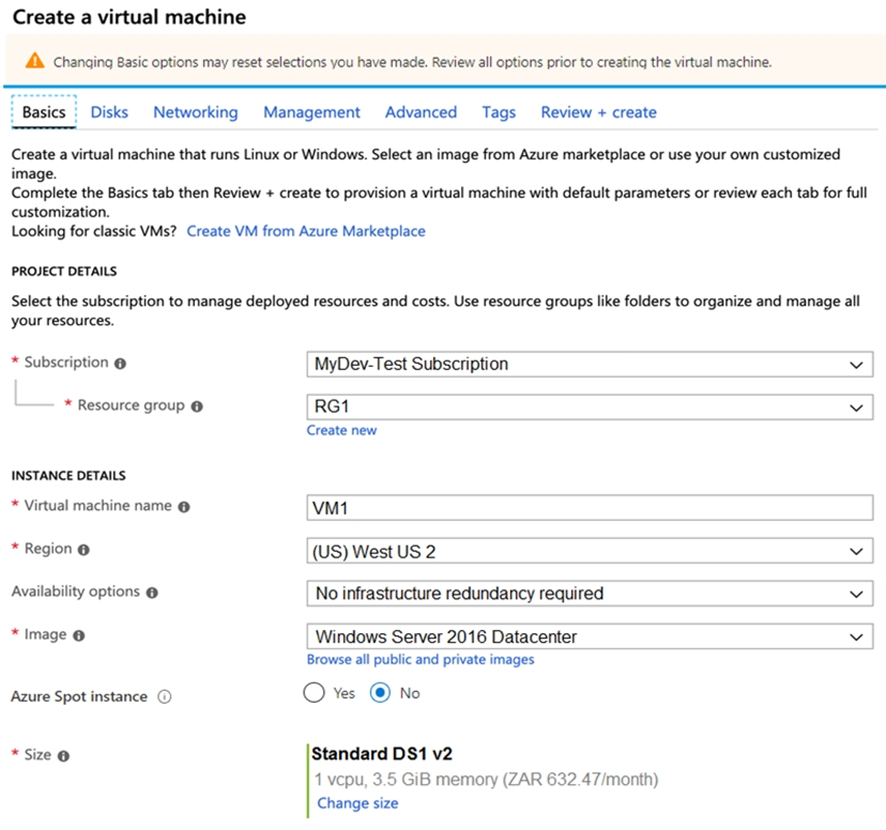 Create a virtual machine
Changing Basic options may reset selections you have made. Review all options prior to creating the virtual machine.
Basics Disks Networking Management Advanced Tags Review + create
Create a virtual machine that runs Linux or Windows. Select an image from Azure marketplace or use your own customized
image.
Complete the Basics tab then Review + create to provision a virtual machine with default parameters or review each tab for full
customization.
Looking for classic VMs? Create VM from Azure Marketplace
PROJECT DETAILS
Select the subscription to manage deployed resources and costs. Use resource groups like folders to organize and manage all
your resources.
* Subscription MyDev-Test Subscription
* Resource group RG1
Create new
INSTANCE DETAILS
* Virtual machine name VM1
* Region (US) West US 2
Availability options No infrastructure redundancy required
* Image Windows Server 2016 Datacenter
Browse all public and private images
Azure Spot instance Yes No
* Size Standard DS1 v2
1 vcpu, 3.5 GiB memory (ZAR 632.47/month)
Change size